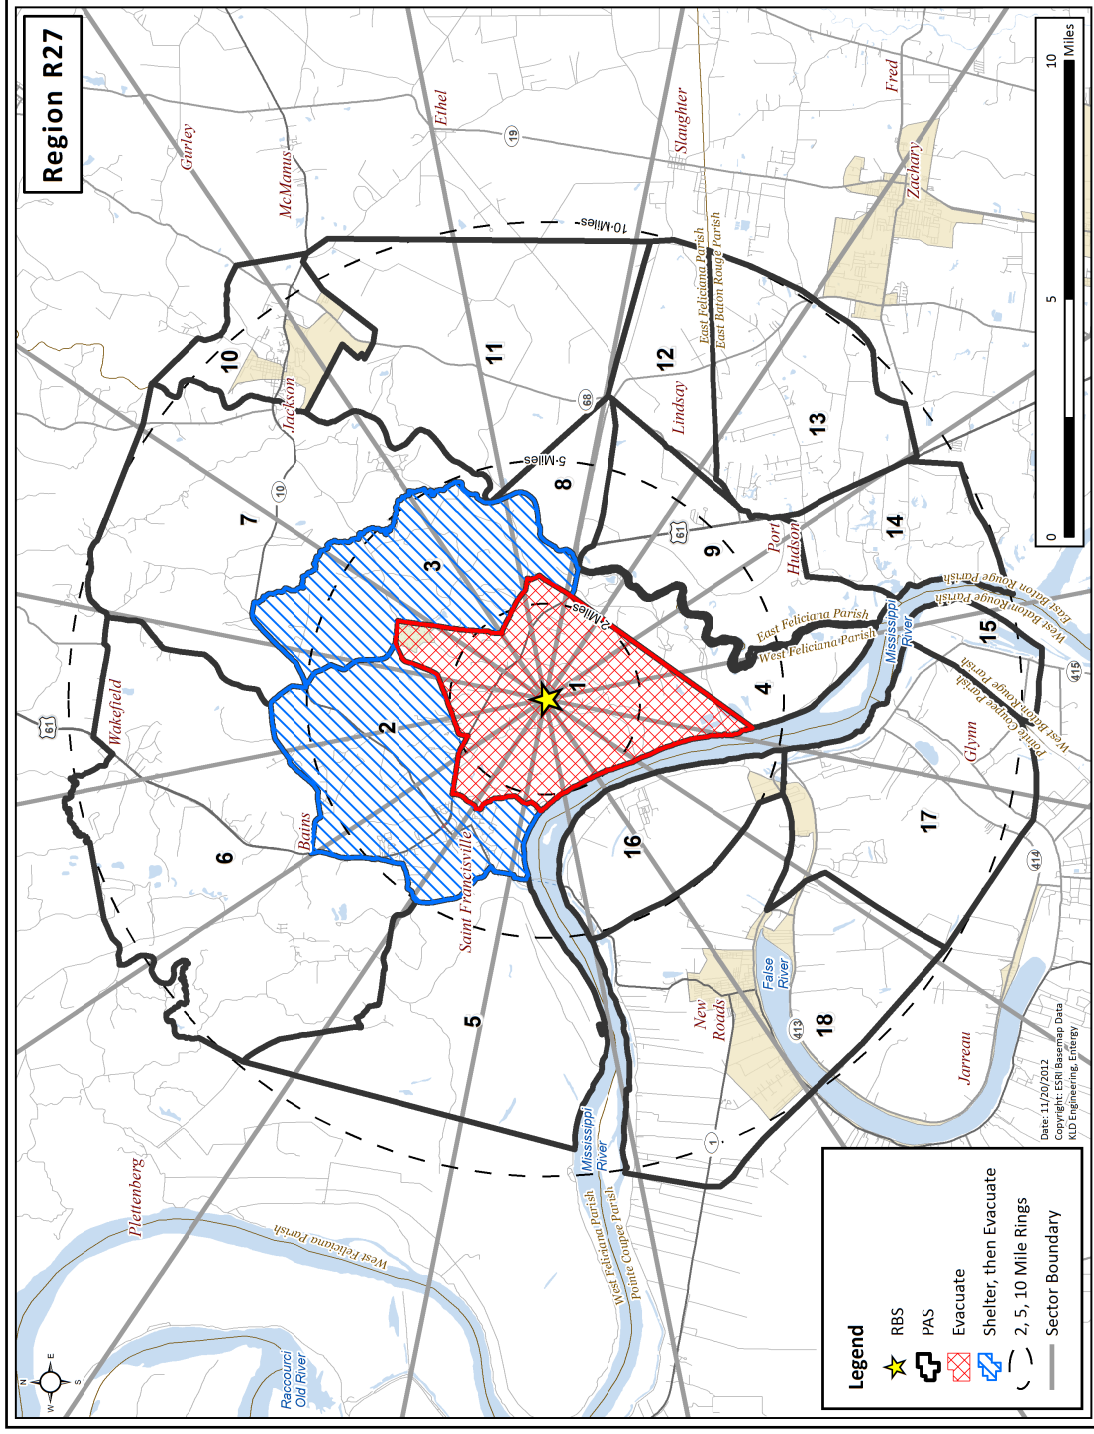 Region R27
Gurley
McManus
Ethel
19
Slaughter
Fred
Zachary
10 Miles
East Feliciana Parish
East Baton Rouge Parish
10
Jackson
11
68
12
Lindsay
13
5 Miles
8
10
7
3
61
9
Port
Hudson
14
2 Miles
East Feliciana Parish
West Feliciana Parish
Mississippi
River
East Baton Rouge Parish
West Baton Rouge Parish
15
415
61
Wakefield
2
1
4
Pointe Coupee Parish
West Baton Rouge Parish
Glynn
Bains
6
Saint Francisville
16
17
414
5
New
Roads
False
River
413
18
Jarreau
1
Mississippi
River
Plettenberg
West Feliciana Parish
West Feliciana Parish
Pointe Coupee Parish
Raccourci
Old River
N
E
S
W
0
5
10
Miles
Date: 11/20/2012
Copyright: ESRI Basemap Data
KLD Engineering, Entergy
Legend
RBS
PAS
Evacuate
Shelter, then Evacuate
2, 5, 10 Mile Rings
Sector Boundary